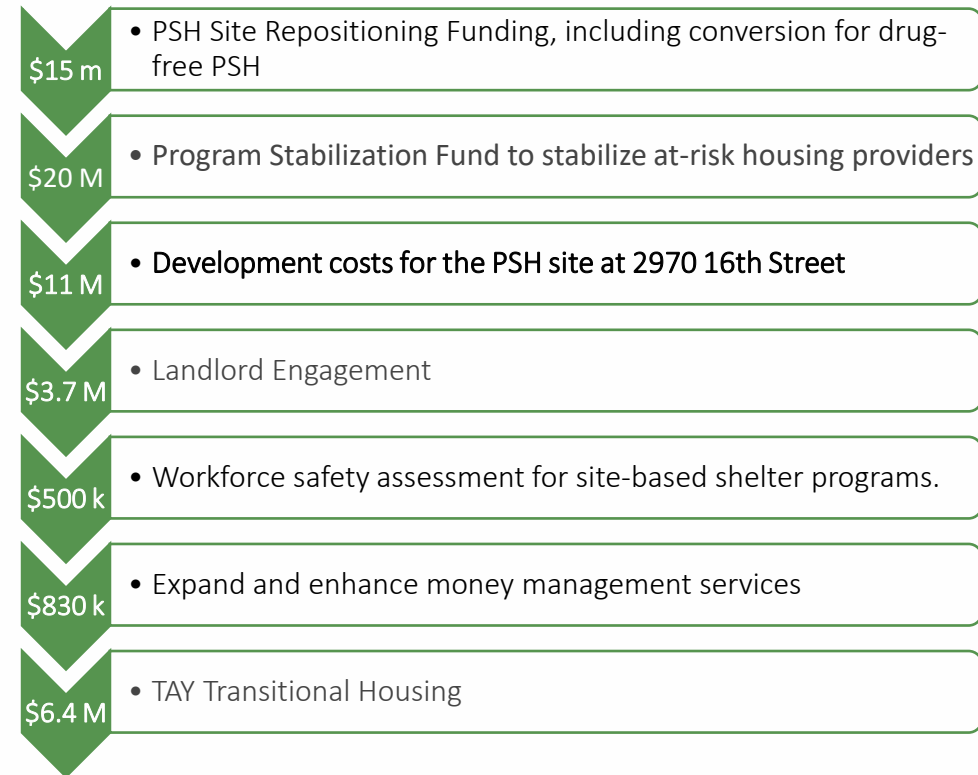 $15 m
• PSH Site Repositioning Funding, including conversion for drug-
free PSH
$20 M
• Program Stabilization Fund to stabilize at-risk housing providers
$11 M
• Development costs for the PSH site at 2970 16th Street
$3.7 M
• Landlord Engagement
$500 k
• Workforce safety assessment for site-based shelter programs.
$830 k
• Expand and enhance money management services
$6.4 M
• TAY Transitional Housing